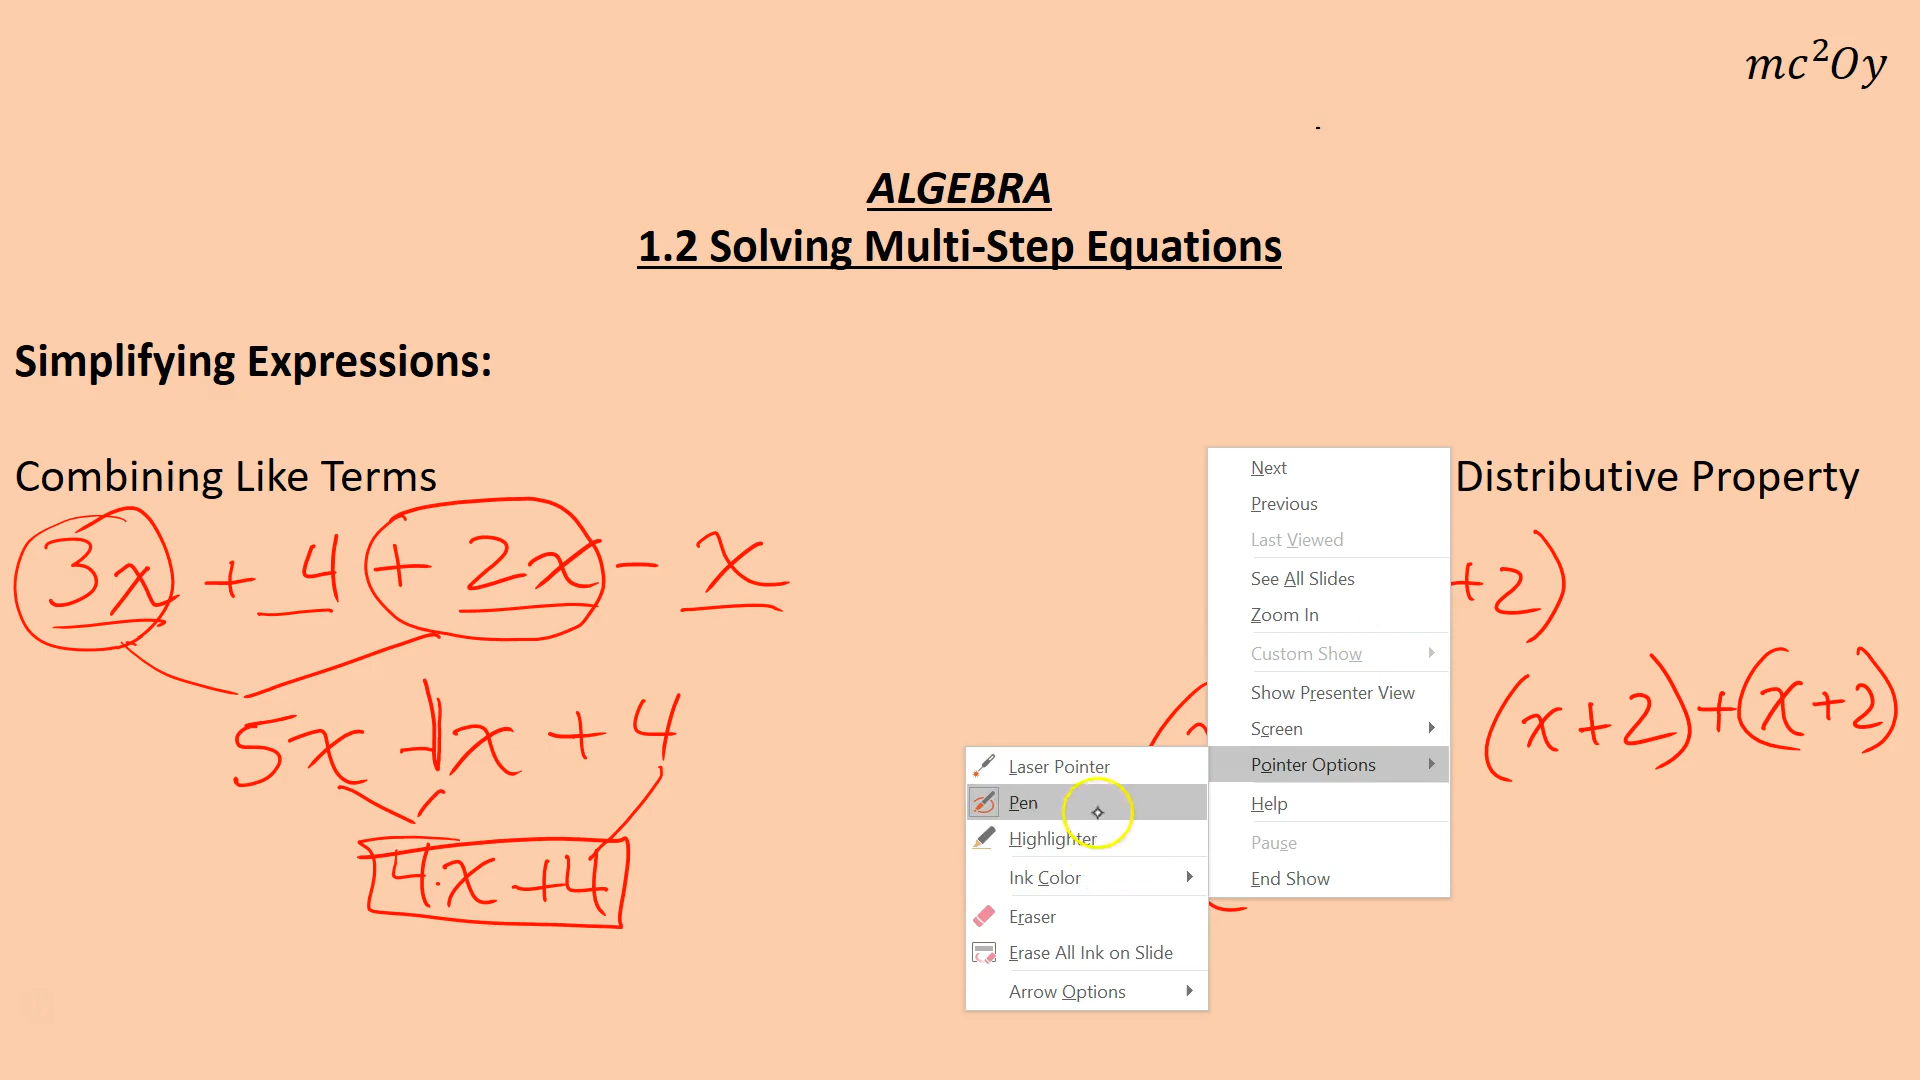 mc²Oy
ALGEBRA
1.2 Solving Multi-Step Equations
Simplifying Expressions:
Combining Like Terms
Distributive Property
3x + 4 + 2x - x
+2)
5x - 1x + 4
(x+2)+(x+2)
4x+4
Next
Previous
Last Viewed
See All Slides
Zoom In
Custom Show
Show Presenter View
Screen
Pointer Options
Help
Pause
End Show
Laser Pointer
Pen
Highlighter
Ink Color
Eraser
Erase All Ink on Slide
Arrow Options